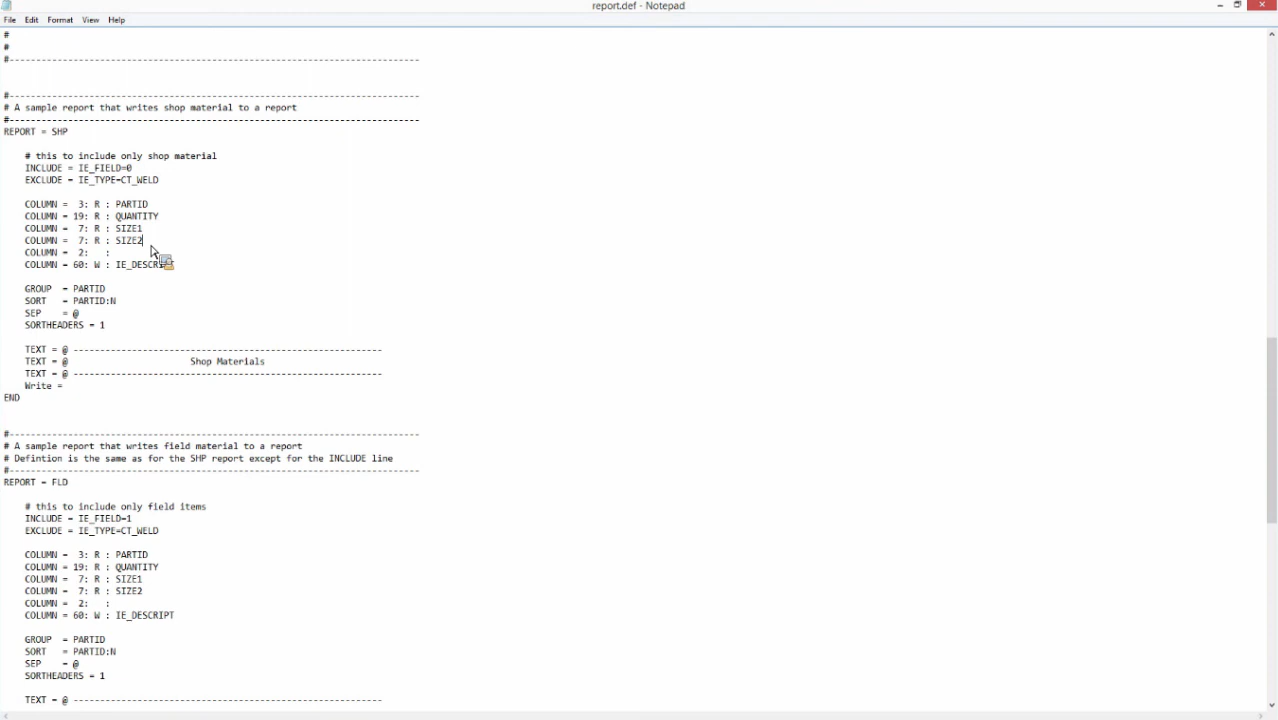 report.def - Notepad
File Edit Format View Help
#
#
#-------------------------------------------------------------------------------
#-------------------------------------------------------------------------------
# A sample report that writes shop material to a report
#-------------------------------------------------------------------------------
REPORT = SHP
# this to include only shop material
INCLUDE = IE_FIELD=0
EXCLUDE = IE_TYPE=CT_WELD
COLUMN = 3: R : PARTID
COLUMN = 19: R : QUANTITY
COLUMN = 7: R : SIZE1
COLUMN = 7: R : SIZE2
COLUMN = 2: :
COLUMN = 60: W : IE_DESCRIPT
GROUP = PARTID
SORT = PARTID:N
SEP = @
SORTHEADERS = 1
TEXT = @ ----------------------------------------------------------
TEXT = @ Shop Materials
TEXT = @ ----------------------------------------------------------
Write =
END
#-------------------------------------------------------------------------------
# A sample report that writes field material to a report
# Defintion is the same as for the SHP report except for the INCLUDE line
#-------------------------------------------------------------------------------
REPORT = FLD
# this to include only field items
INCLUDE = IE_FIELD=1
EXCLUDE = IE_TYPE=CT_WELD
COLUMN = 3: R : PARTID
COLUMN = 19: R : QUANTITY
COLUMN = 7: R : SIZE1
COLUMN = 7: R : SIZE2
COLUMN = 2: :
COLUMN = 60: W : IE_DESCRIPT
GROUP = PARTID
SORT = PARTID:N
SEP = @
SORTHEADERS = 1
TEXT = @ ----------------------------------------------------------